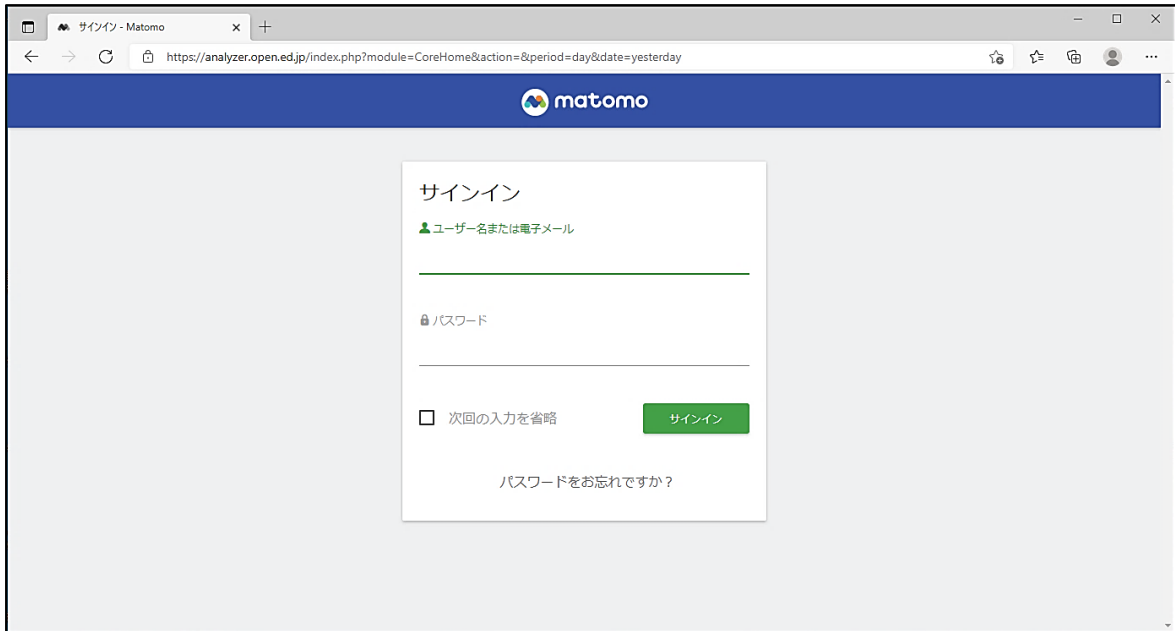 サインイン - Matomo
https://analyzer.open.ed.jp/index.php?module=CoreHome&action=&period=day&date=yesterday
matomo
サインイン
ユーザー名または電子メール
パスワード
次回の入力を省略
サインイン
パスワードをお忘れですか？